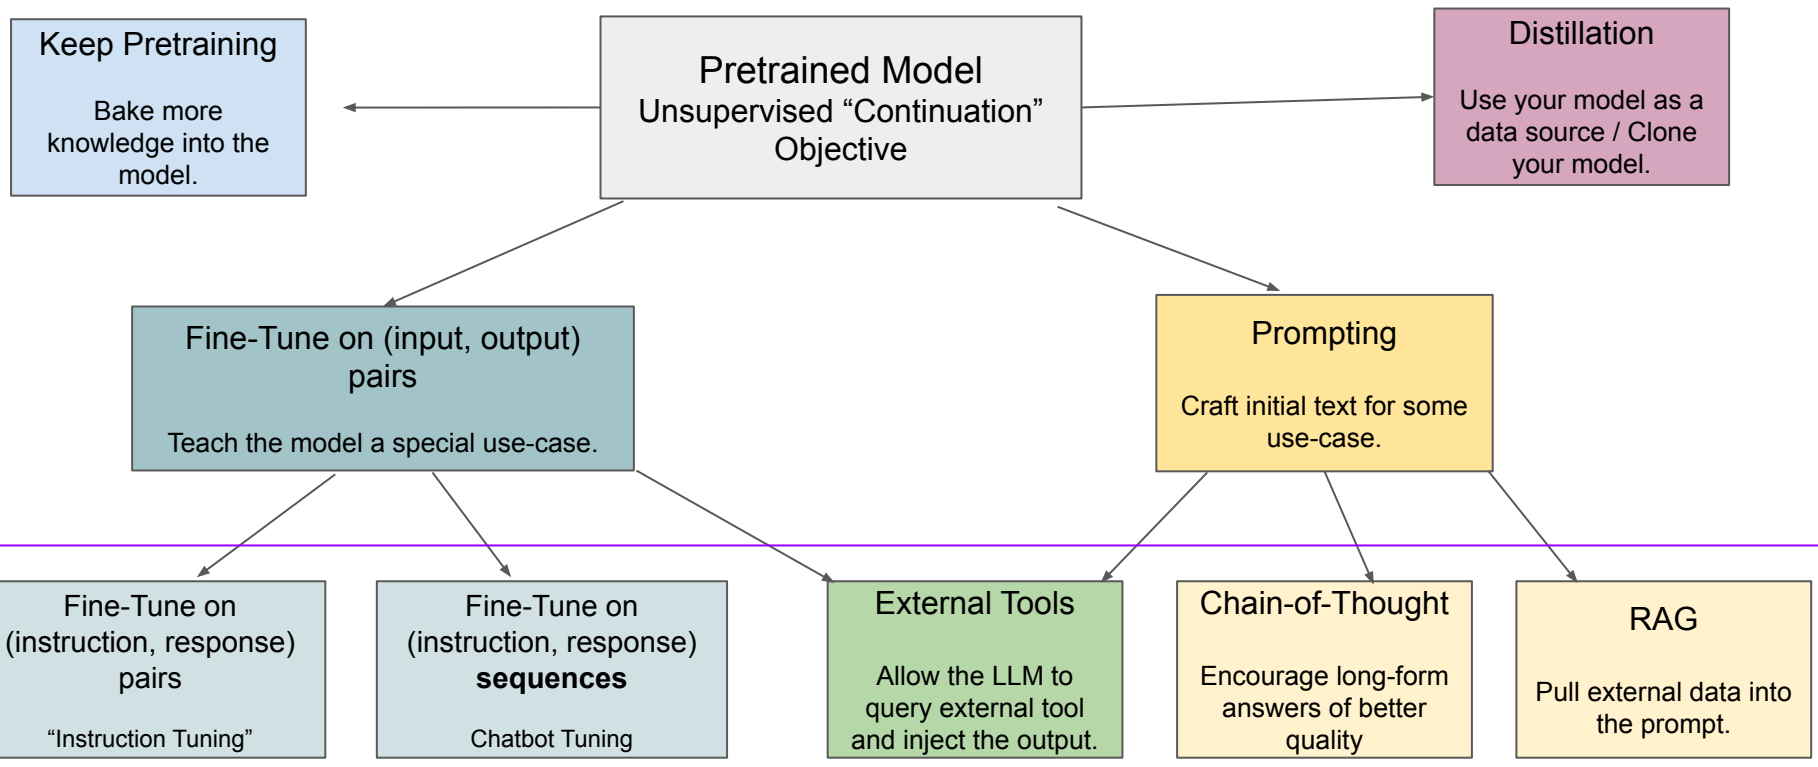 Keep Pretraining
Bake more
knowledge into the
model.
Pretrained Model
Unsupervised “Continuation”
Objective
Distillation
Use your model as a
data source / Clone
your model.
Fine-Tune on (input, output)
pairs
Teach the model a special use-case.
Prompting
Craft initial text for some
use-case.
Fine-Tune on
(instruction, response)
pairs
“Instruction Tuning”
Fine-Tune on
(instruction, response)
sequences
Chatbot Tuning
External Tools
Allow the LLM to
query external tool
and inject the output.
Chain-of-Thought
Encourage long-form
answers of better
quality
RAG
Pull external data into
the prompt.